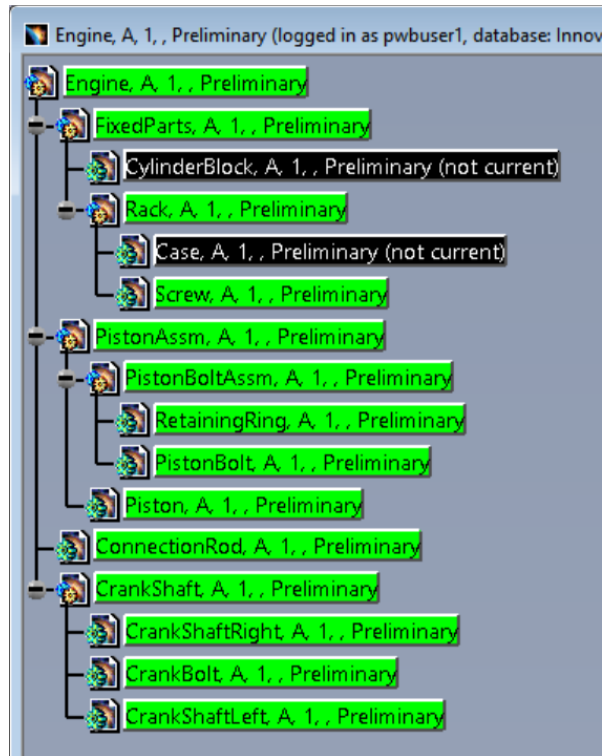 Engine, A, 1, , Preliminary (logged in as pwbuser1, database: Innov
Engine, A, 1, , Preliminary
FixedParts, A, 1, , Preliminary
CylinderBlock, A, 1, , Preliminary (not current)
Rack, A, 1, , Preliminary
Case, A, 1, , Preliminary (not current)
Screw, A, 1, , Preliminary
PistonAssm, A, 1, , Preliminary
PistonBoltAssm, A, 1, , Preliminary
RetainingRing, A, 1, , Preliminary
PistonBolt, A, 1, , Preliminary
Piston, A, 1, , Preliminary
ConnectionRod, A, 1, , Preliminary
CrankShaft, A, 1, , Preliminary
CrankShaftRight, A, 1, , Preliminary
CrankBolt, A, 1, , Preliminary
CrankShaftLeft, A, 1, , Preliminary